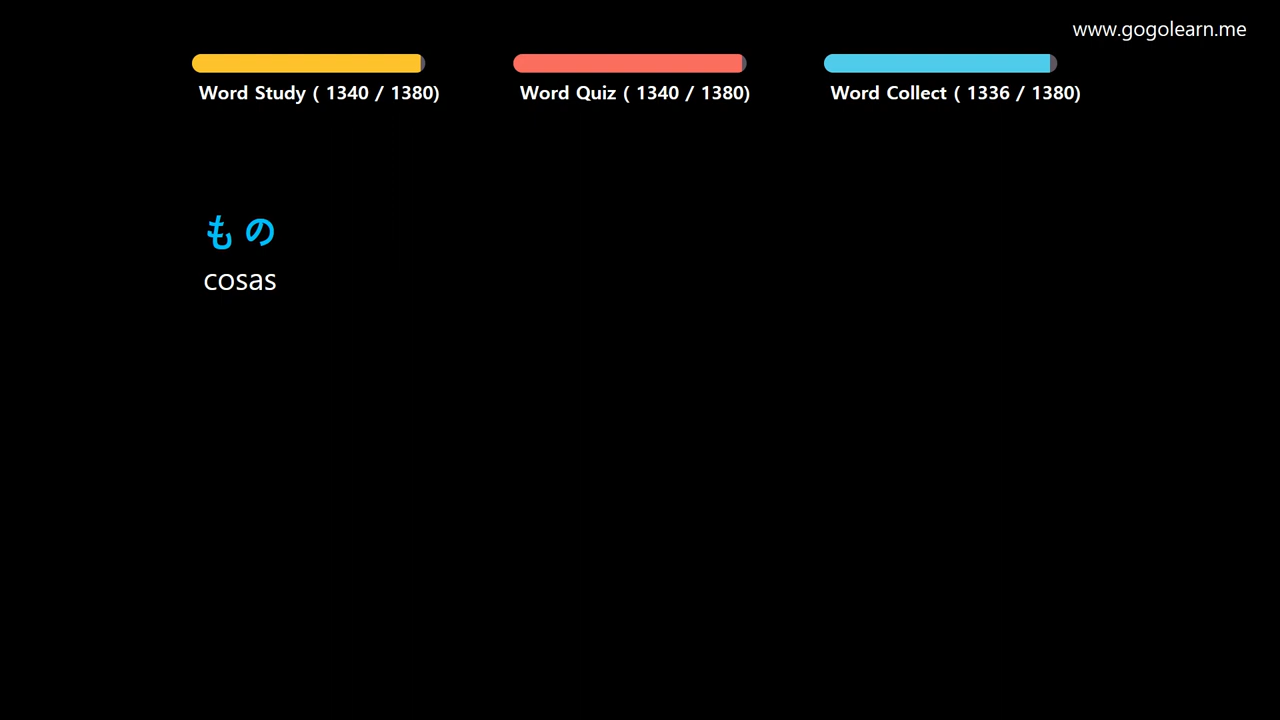 www.gogolearn.me
Word Study ( 1340 / 1380)
Word Quiz ( 1340 / 1380)
Word Collect ( 1336 / 1380)
もの
cosas